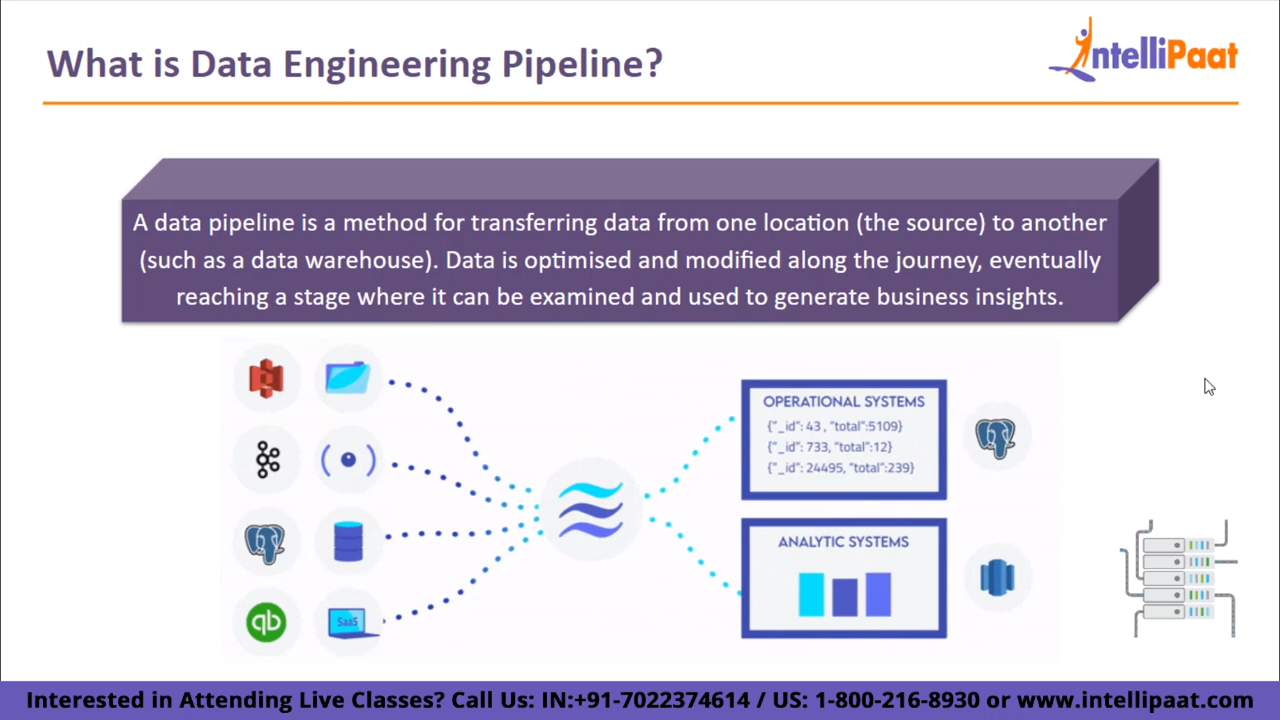 What is Data Engineering Pipeline?
IntelliPaat
A data pipeline is a method for transferring data from one location (the source) to another
(such as a data warehouse). Data is optimised and modified along the journey, eventually
reaching a stage where it can be examined and used to generate business insights.
OPERATIONAL SYSTEMS
{"_id": 43 , "total":5109}
{"_id": 733, "total":12}
{"_id": 24495, "total":239}
ANALYTIC SYSTEMS
qb
SaaS
Interested in Attending Live Classes? Call Us: IN:+91-7022374614 / US: 1-800-216-8930 or www.intellipaat.com